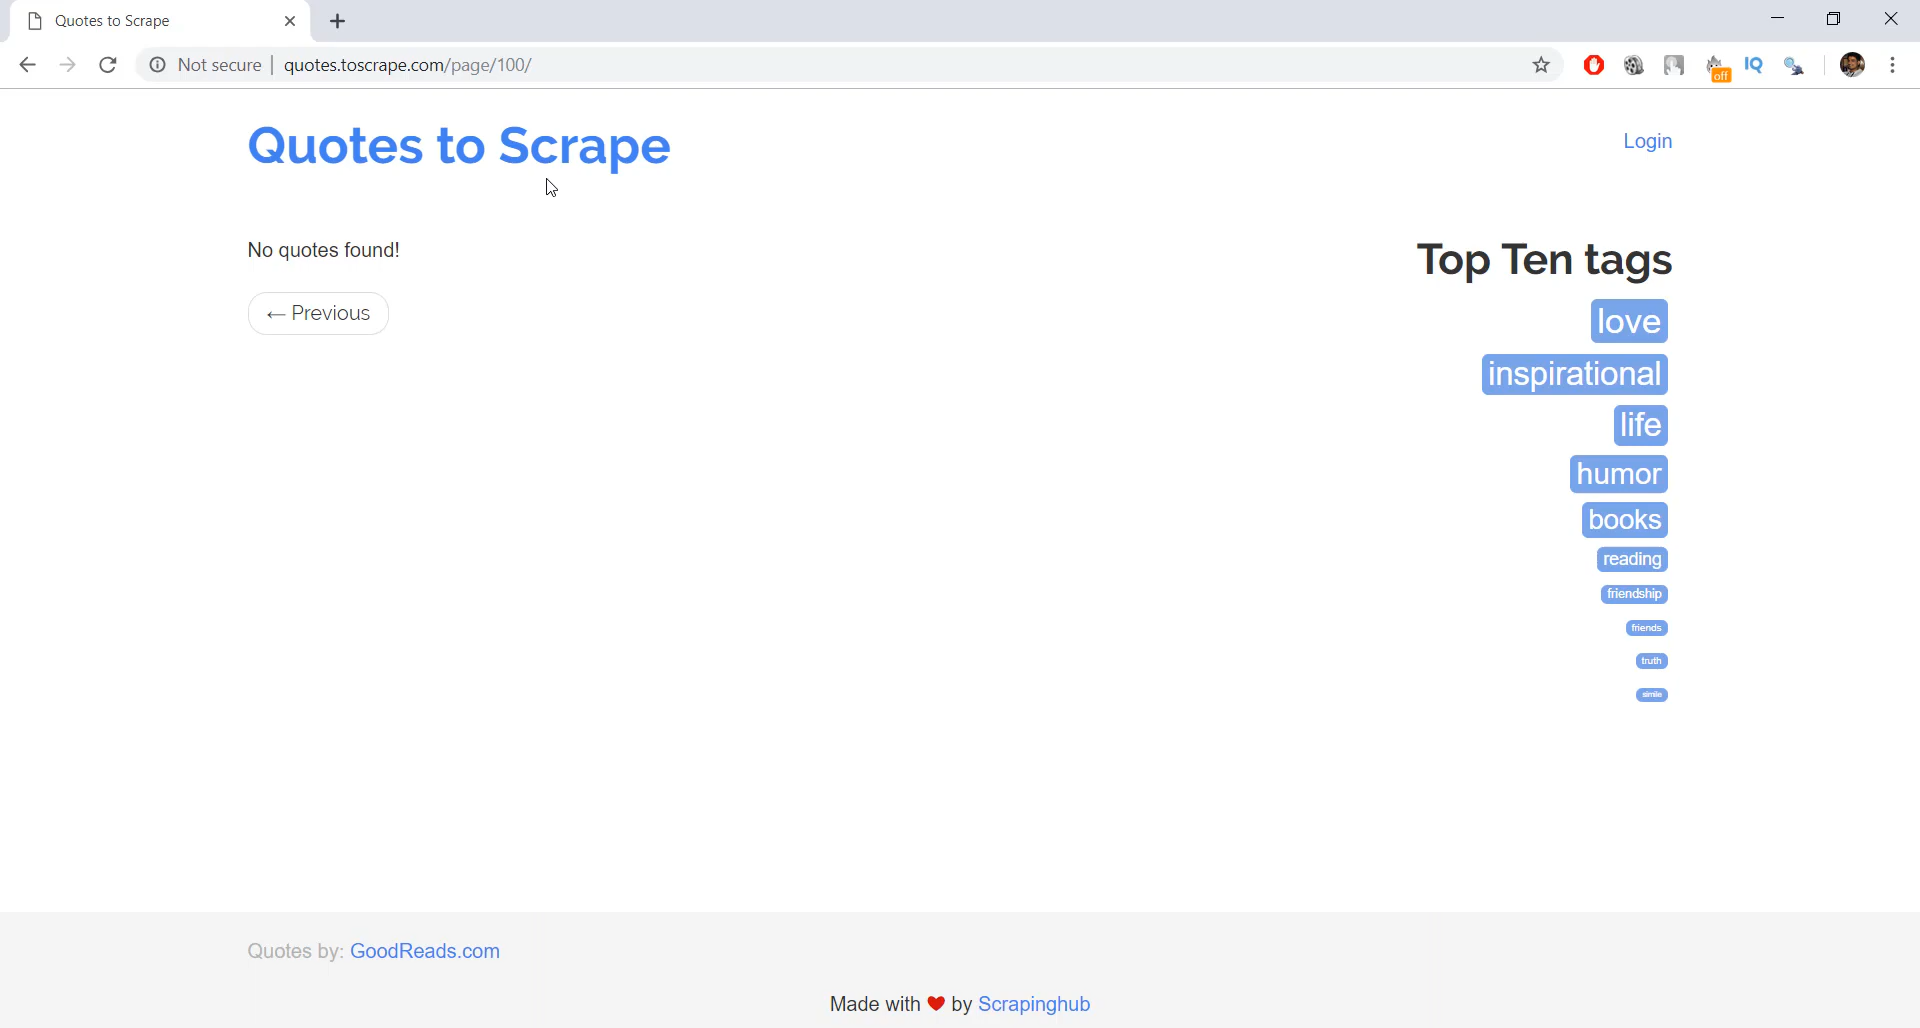 Quotes to Scrape
Not secure
quotes.toscrape.com/page/100/
off
IQ
Quotes to Scrape
Login
No quotes found!
← Previous
Top Ten tags
love
inspirational
life
humor
books
reading
friendship
friends
truth
simile
Quotes by: GoodReads.com
Made with ❤ by Scrapinghub